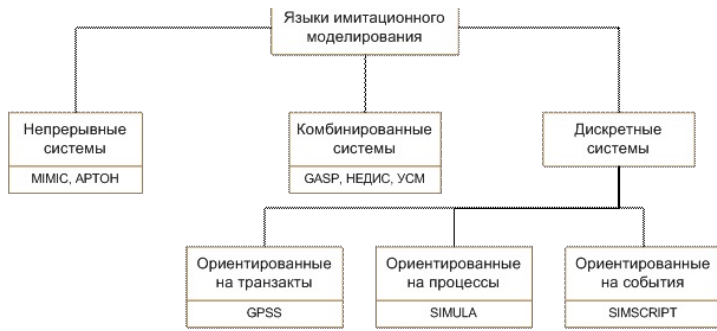 Языки имитационного
моделирования
Непрерывные
системы
MIMIC, АРТОН
Комбинированные
системы
GASP, НЕДИС, УСМ
Дискретные
системы
Ориентированные
на транзакты
GPSS
Ориентированные
на процессы
SIMULA
Ориентированные
на события
SIMSCRIPT